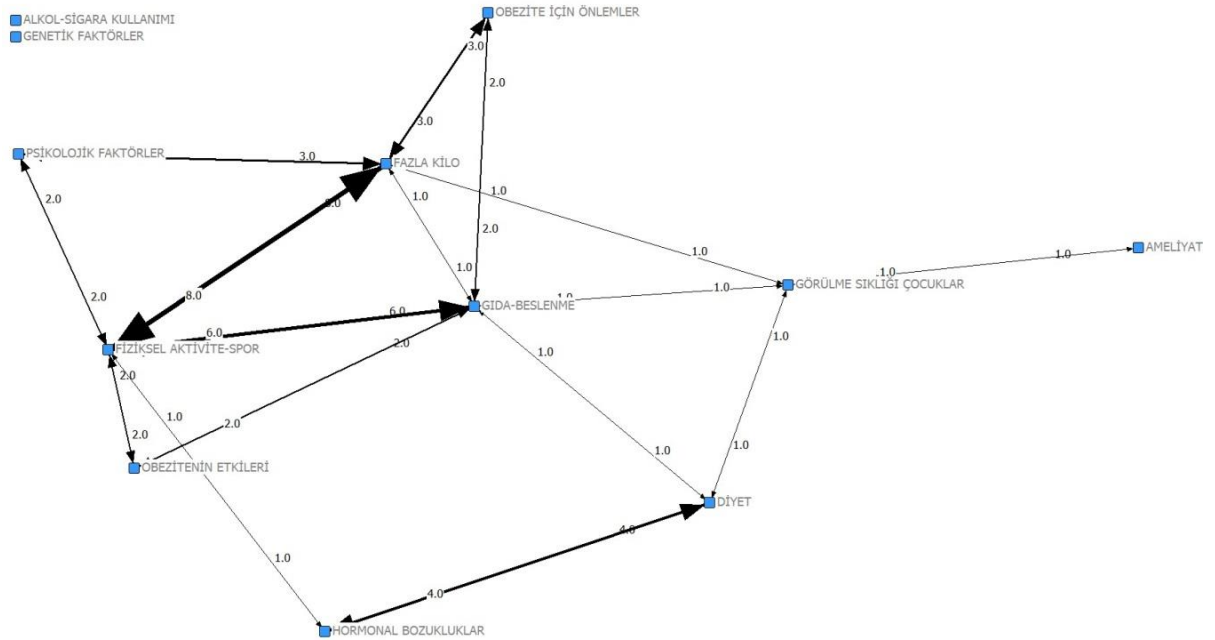 ALKOL-SİGARA KULLANIMI
GENETİK FAKTÖRLER
OBEZİTE İÇİN ÖNLEMLER
3.0
2.0
3.0
PSİKOLOJİK FAKTÖRLER
3.0
FAZLA KİLO
2.0
1.0
1.0
8.0
2.0
1.0
AMELİYAT
1.0
1.0
1.0
GÖRÜLME SIKLIĞI ÇOCUKLAR
1.0
2.0
8.0
1.0
GIDA-BESLENME
6.0
6.0
2.0
FİZİKSEL AKTİVİTE-SPOR
1.0
1.0
2.0
1.0
2.0
2.0
1.0
1.0
OBEZİTENİN ETKİLERİ
DİYET
4.0
1.0
4.0
HORMONAL BOZUKLUKLAR